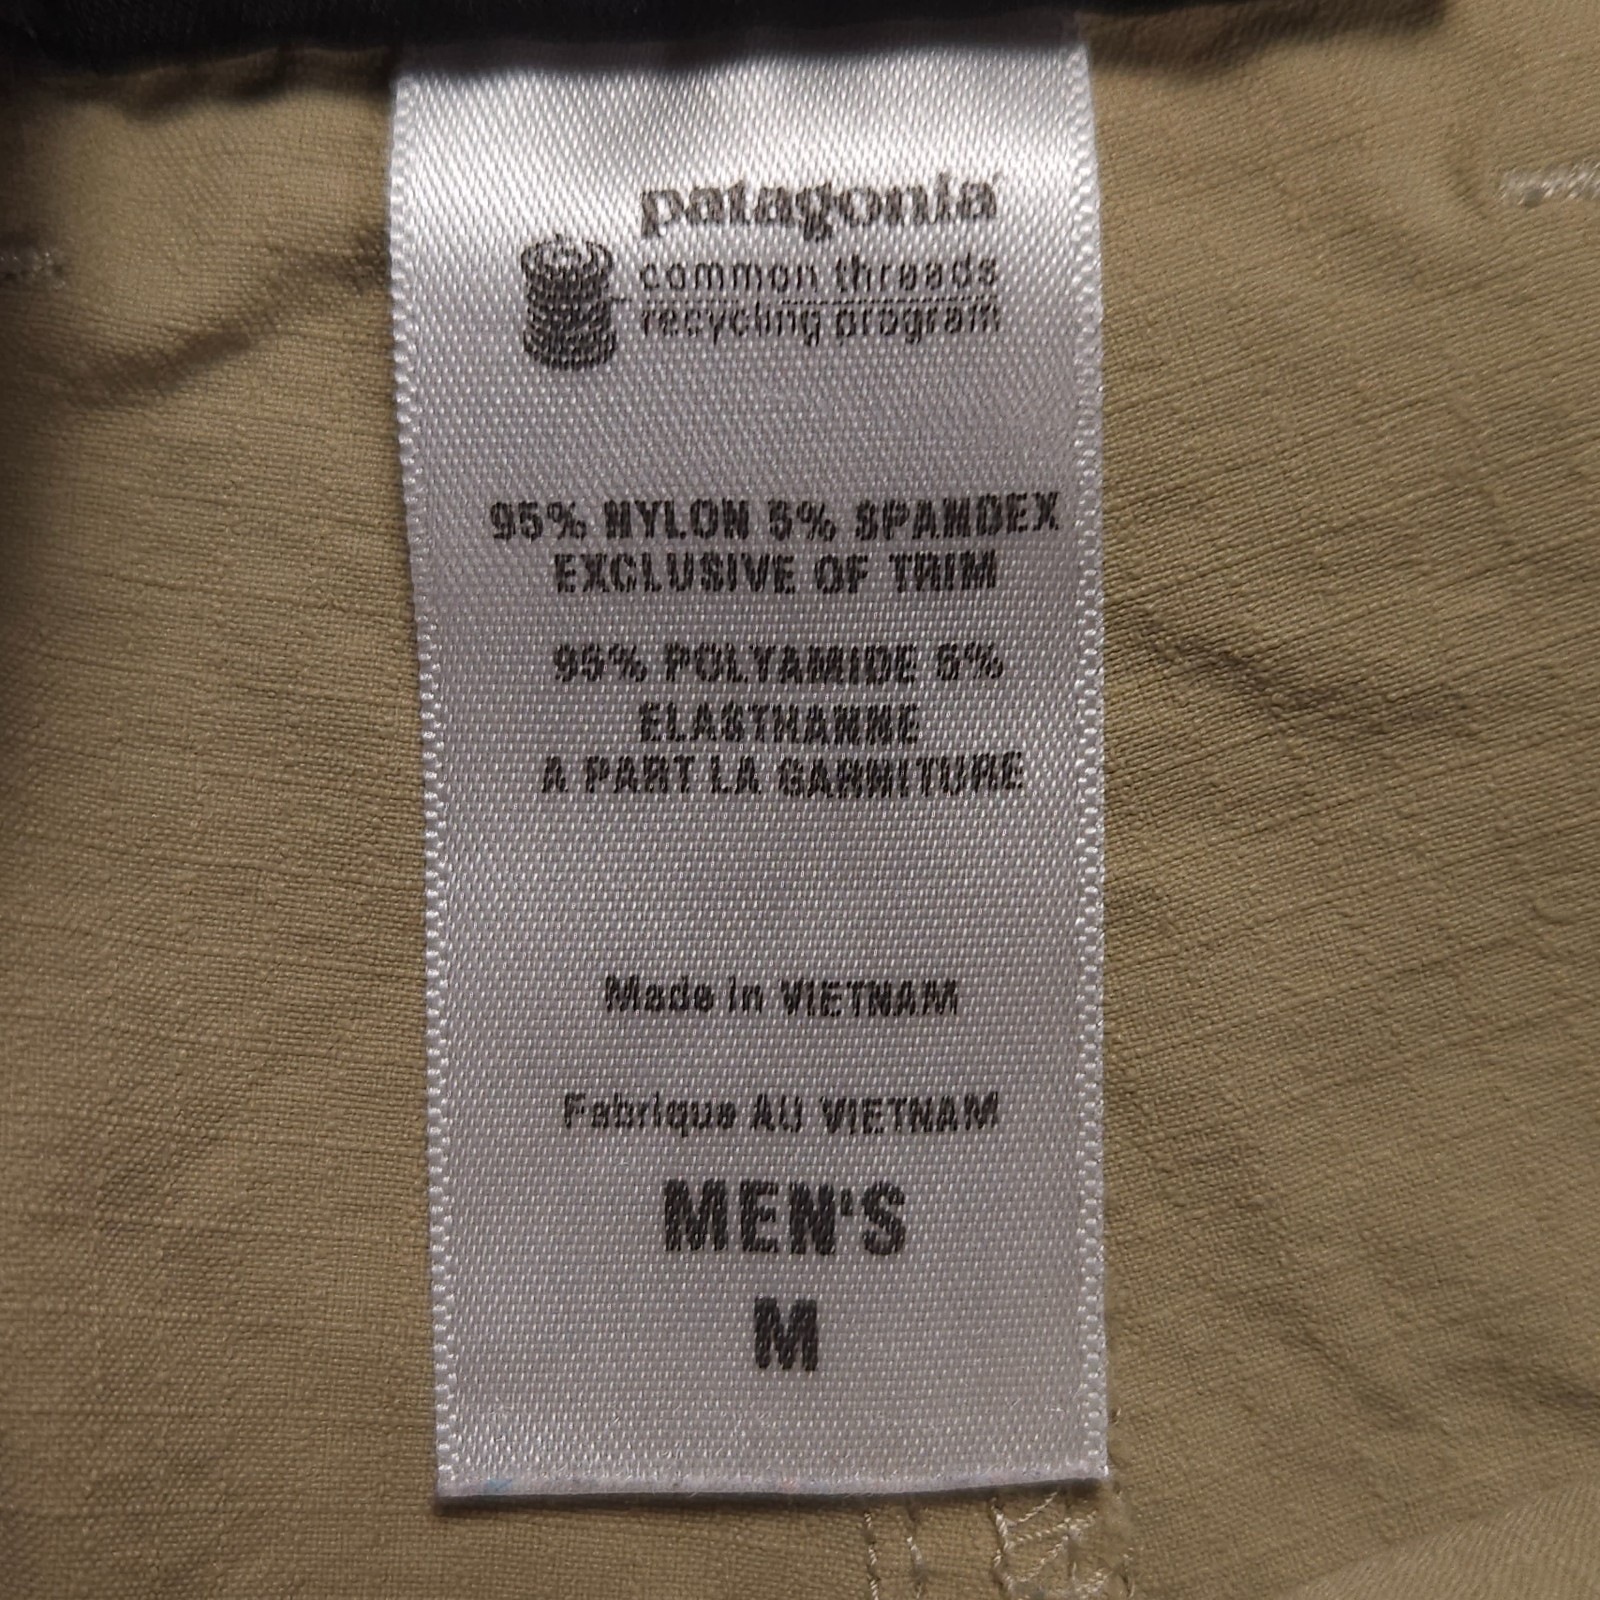 patagonia
common threads
recycling program
95% NYLON 5% SPANDEX
EXCLUSIVE OF TRIM
95% POLYAMIDE 5%
ELASTHANNE
A PART LA GARNITURE
Made in VIETNAM
Fabrique AU VIETNAM
MEN'S
M